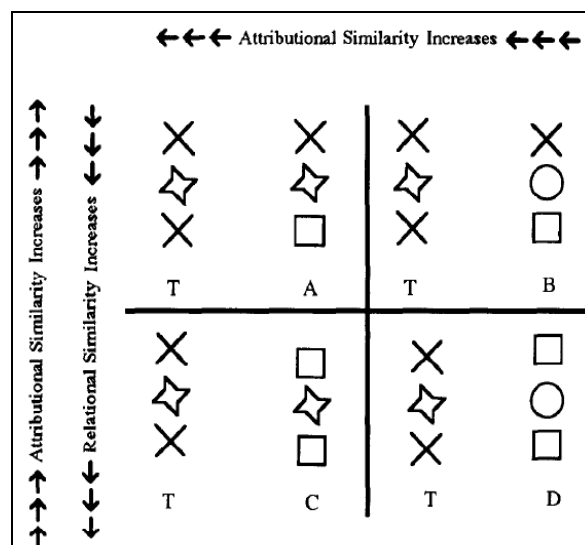 Attributional Similarity Increases
Attributional Similarity Increases
Relational Similarity Increases
T A T B
T C T D